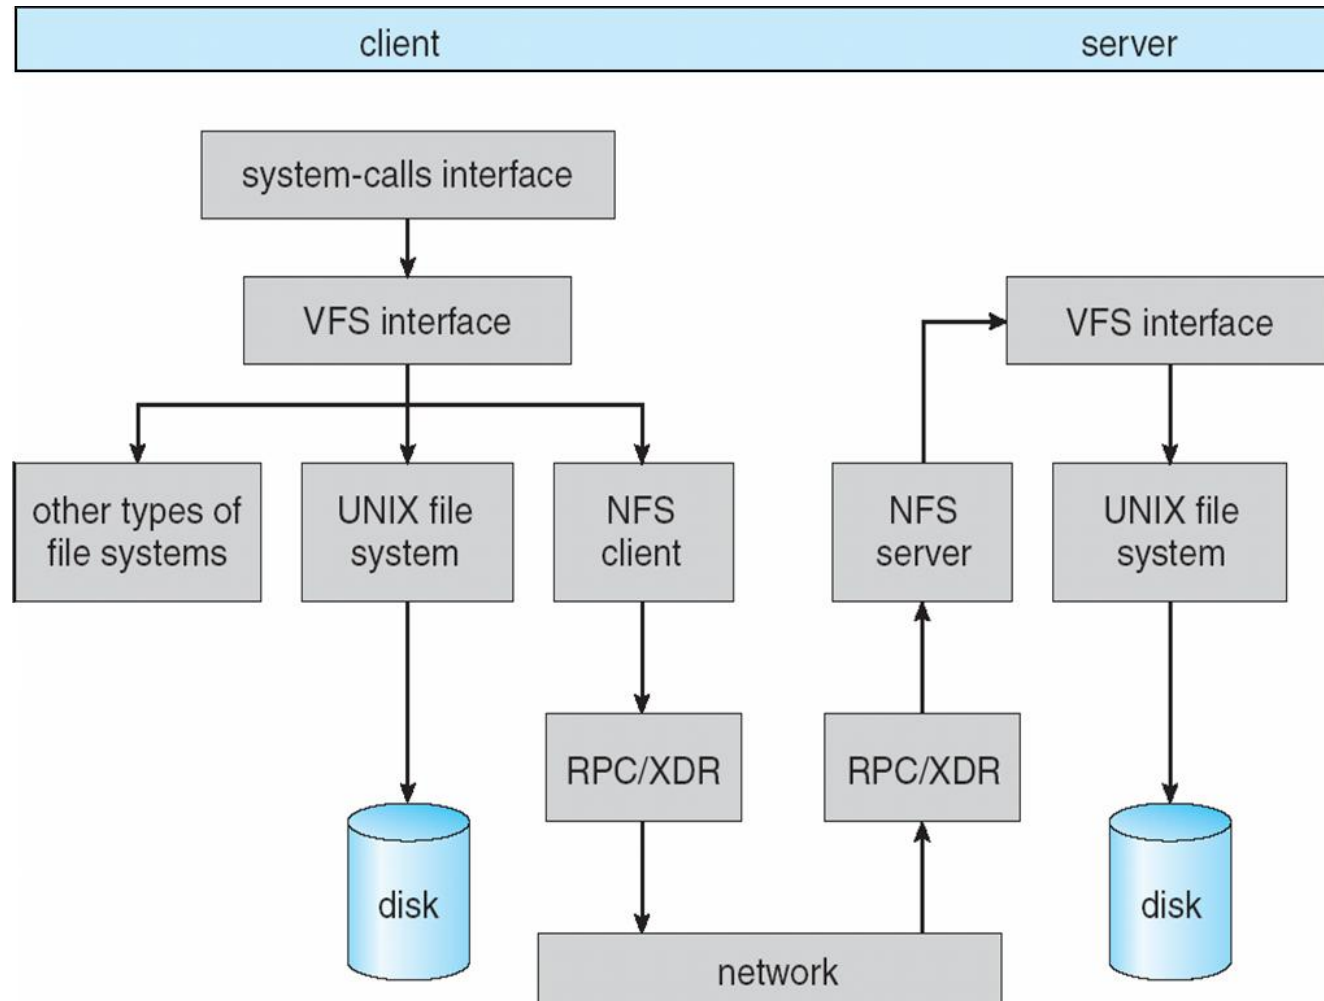 client
server
system-calls interface
VFS interface
VFS interface
other types of
file systems
UNIX file
system
NFS
client
NFS
server
UNIX file
system
RPC/XDR
RPC/XDR
disk
disk
network